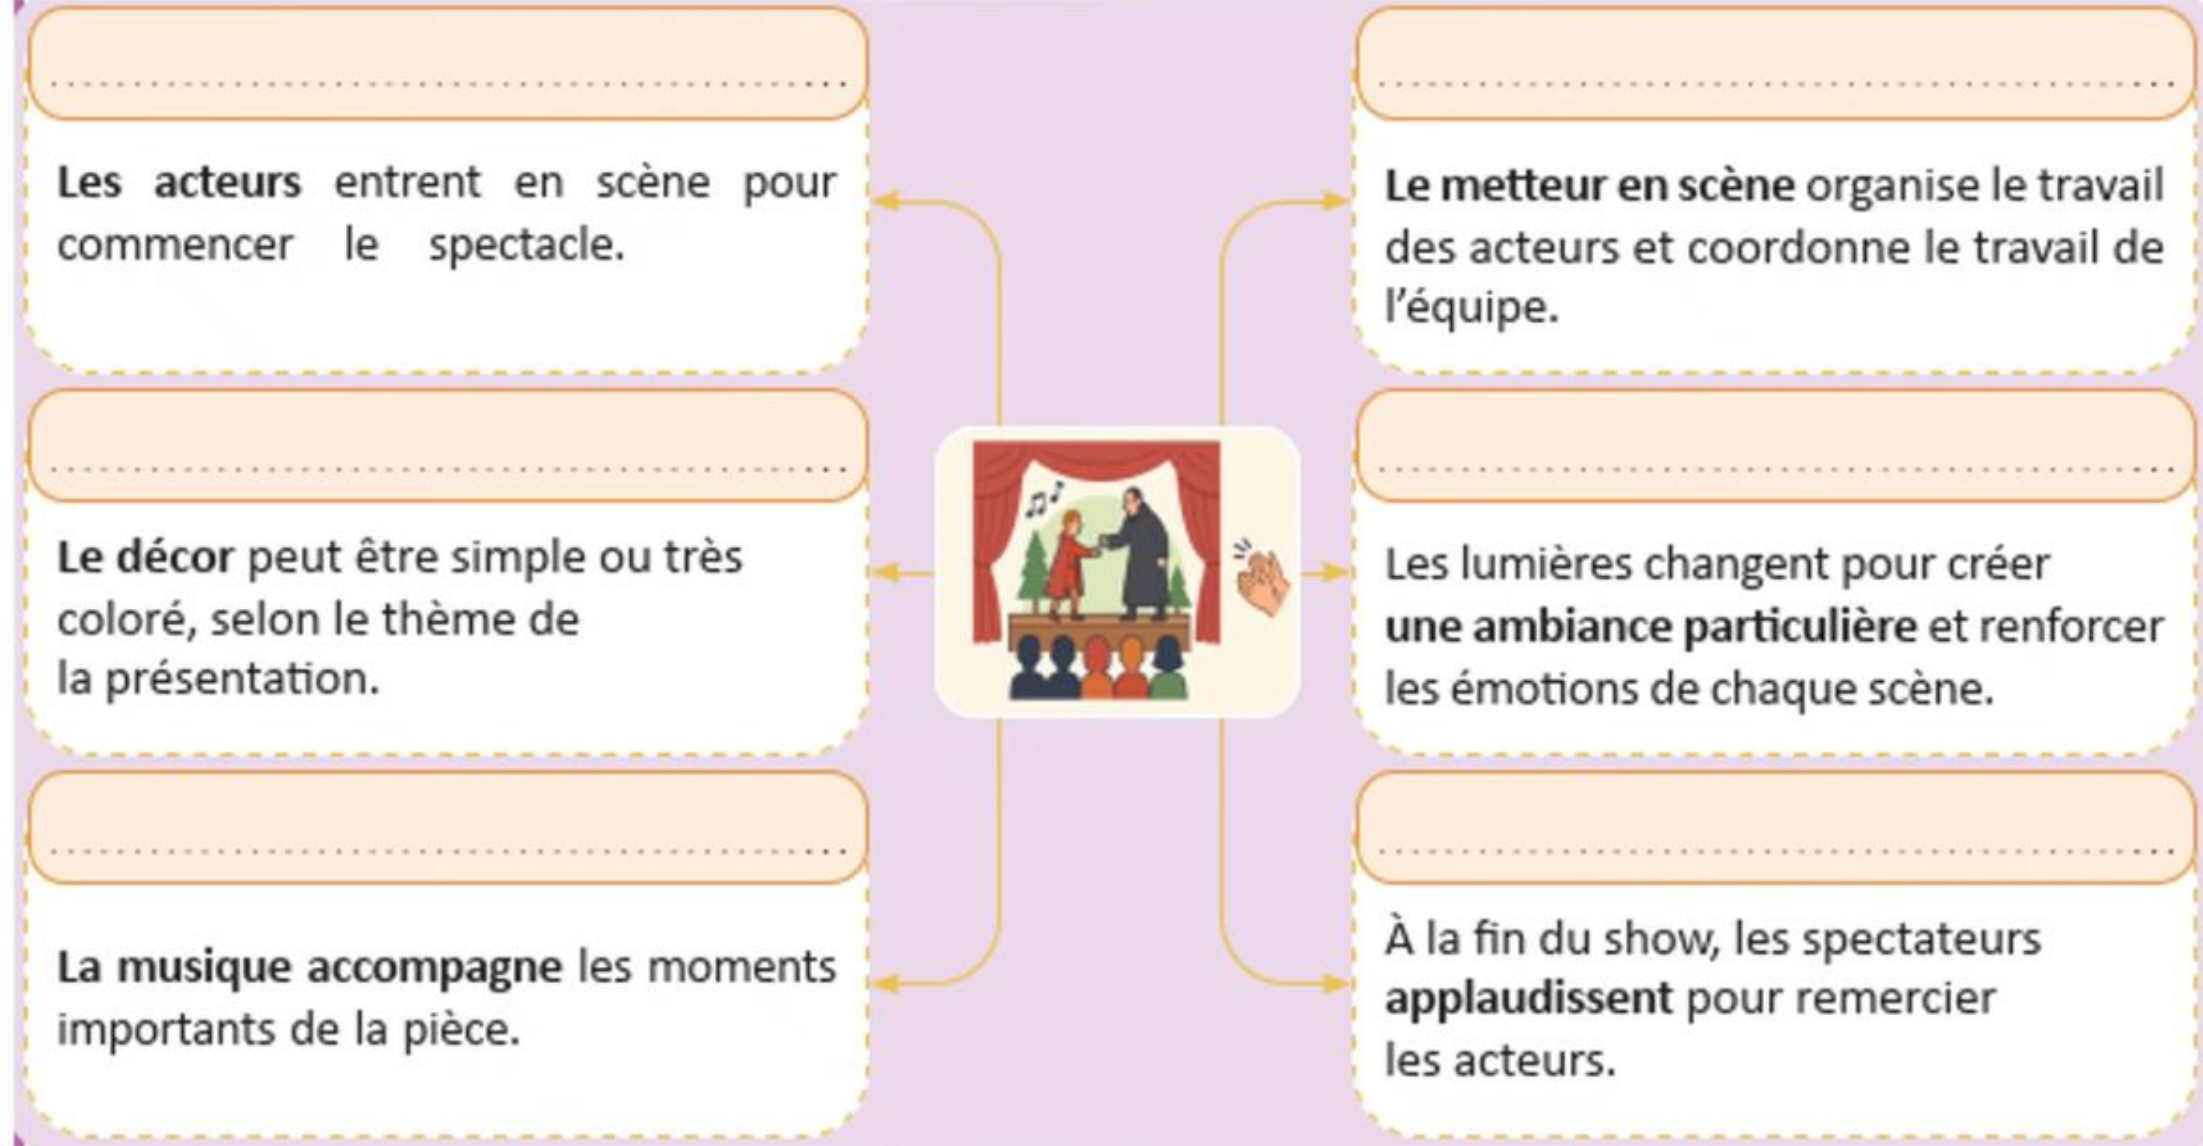 Les acteurs entrent en scène pour
commencer le spectacle.
Le metteur en scène organise le travail
des acteurs et coordonne le travail de
l'équipe.
Le décor peut être simple ou très
coloré, selon le thème de
la présentation.
Les lumières changent pour créer
une ambiance particulière et renforcer
les émotions de chaque scène.
La musique accompagne les moments
importants de la pièce.
À la fin du show, les spectateurs
applaudissent pour remercier
les acteurs.